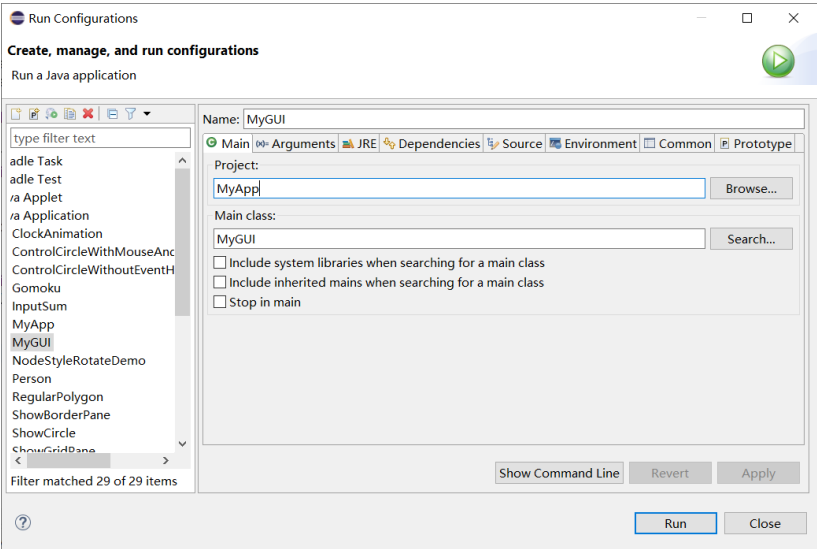 Run Configurations
Create, manage, and run configurations
Run a Java application
type filter text
adle Task
adle Test
va Applet
va Application
ClockAnimation
ControlCircleWithMouseAnd
ControlCircleWithoutEventH
Gomoku
InputSum
MyApp
MyGUI
NodeStyleRotateDemo
Person
RegularPolygon
ShowBorderPane
ShowCircle
ShowGridPane
Filter matched 29 of 29 items
Name: MyGUI
Main Arguments JRE Dependencies Source Environment Common Prototype
Project:
MyApp Browse...
Main class:
MyGUI Search...
Include system libraries when searching for a main class
Include inherited mains when searching for a main class
Stop in main
Show Command Line Revert Apply
Run Close